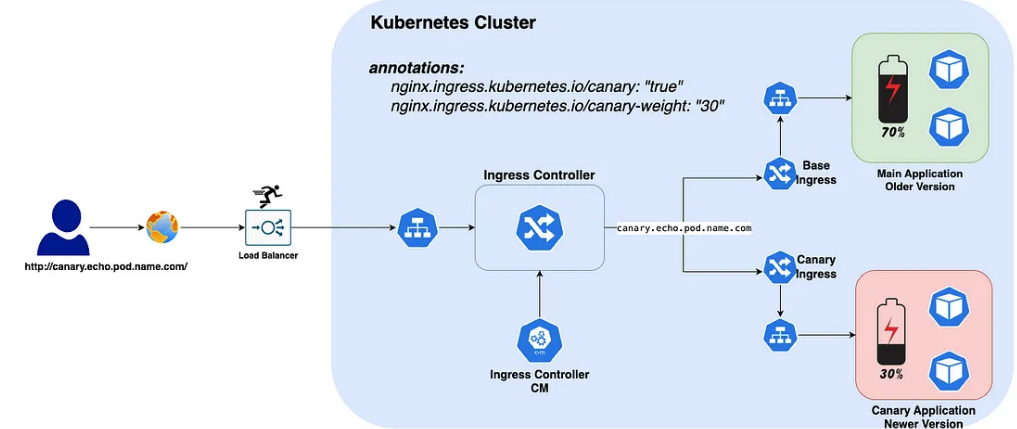 Kubernetes Cluster
annotations:
nginx.ingress.kubernetes.io/canary: "true"
nginx.ingress.kubernetes.io/canary-weight: "30"
70%
Main Application
Older Version
Base
Ingress
Ingress Controller
canary.echo.pod.name.com
http://canary.echo.pod.name.com/
Load Balancer
Canary
Ingress
c-m
Ingress Controller
CM
30%
Canary Application
Newer Version